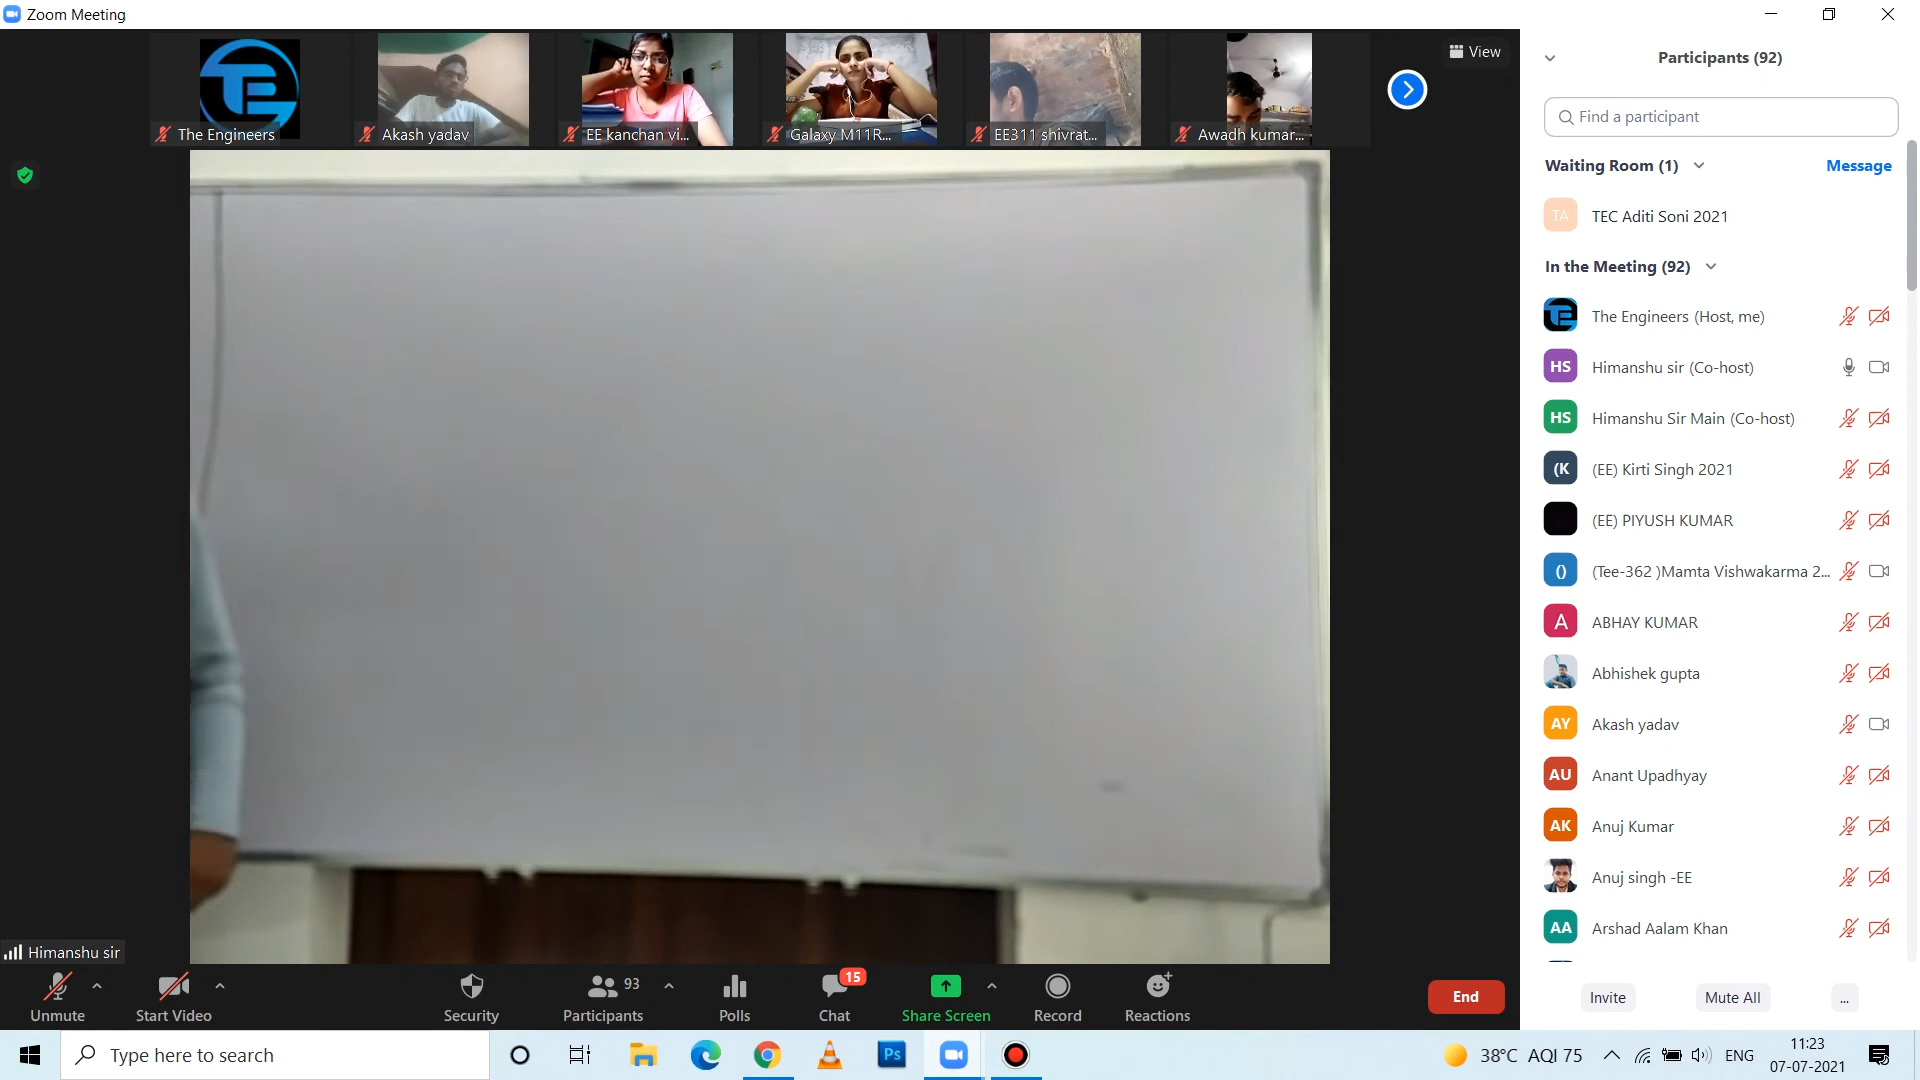 Zoom Meeting
The Engineers
Akash yadav
EE kanchan vi...
Galaxy M11R...
EE311 shivrat...
Awadh kumar...
View
Participants (92)
Find a participant
Waiting Room (1)
Message
TA
TEC Aditi Soni 2021
In the Meeting (92)
The Engineers (Host, me)
HS
Himanshu sir (Co-host)
HS
Himanshu Sir Main (Co-host)
(K
(EE) Kirti Singh 2021
(EE) PIYUSH KUMAR
()
(Tee-362 )Mamta Vishwakarma 2...
A
ABHAY KUMAR
Abhishek gupta
AY
Akash yadav
AU
Anant Upadhyay
AK
Anuj Kumar
Anuj singh -EE
AA
Arshad Aalam Khan
Himanshu sir
Unmute
Start Video
Security
93
Participants
Polls
15
Chat
Share Screen
Record
Reactions
End
Invite
Mute All
...
Type here to search
Ps
38°C AQI 75
ENG
11:23
07-07-2021